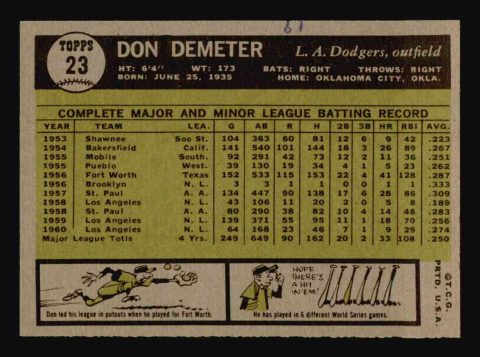 61
TOPPS
23
DON DEMETER
L. A. Dodgers, outfield
HT: 6'4" WT: 173 BATS: RIGHT THROWS: RIGHT
BORN: JUNE 25, 1935 HOME: OKLAHOMA CITY, OKLA.
COMPLETE MAJOR AND MINOR LEAGUE BATTING RECORD
YEAR TEAM LEA. G AB R H 2B 3B HR RBI AVG.
1953 Shawnee Soo St. 104 363 60 81 12 6 9 42 .223
1954 Bakersfield Calif. 141 540 101 144 18 3 26 89 .267
1955 Mobile South. 92 291 42 73 12 2 11 36 .251
1955 Pueblo West. 39 130 19 34 4 1 5 23 .262
1956 Fort Worth Texas 152 533 115 153 22 4 41 128 .287
1956 Brooklyn N. L. 3 3 1 1 0 0 1 1 .333
1957 St. Paul A. A. 134 447 90 138 17 6 28 86 .309
1958 Los Angeles N. L. 43 106 11 20 2 0 5 8 .189
1958 St. Paul A. A. 80 290 38 82 10 4 14 48 .283
1959 Los Angeles N. L. 139 371 55 95 11 1 18 70 .256
1960 Los Angeles N. L. 64 168 23 46 7 1 9 29 .274
Major League Totls 4 Yrs. 249 649 90 162 20 2 33 108 .250
Don led his league in putouts when he played for Fort Worth.
HOPE
THERE'S
A HIT
IN 'EM!
He has played in 6 different World Series games.
©T.C.G.
PRTD. U.S.A.